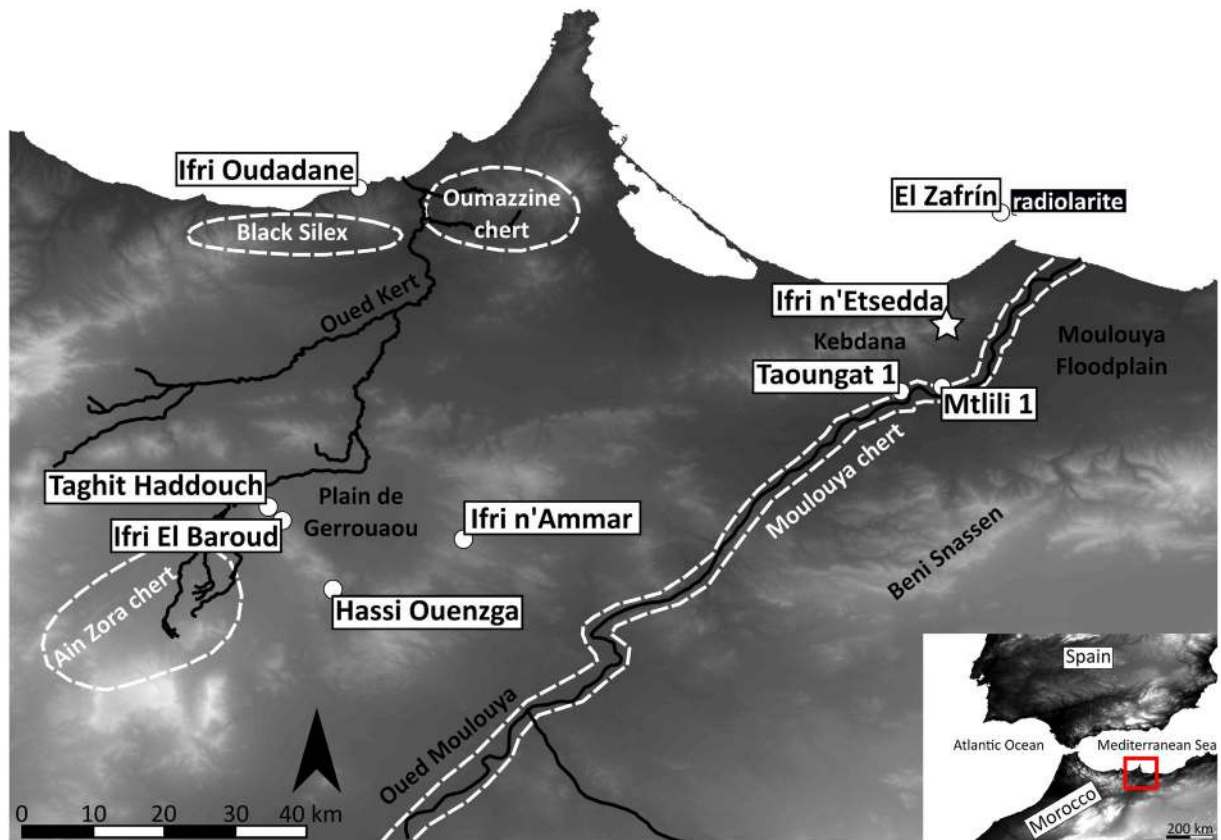 Ifri Oudadane
Oumazzine
chert
Black Silex
El Zafrín
radiolarite
Oued Kert
Ifri n'Etsedda
Kebdana
Moulouya
Floodplain
Taoungat 1
Mtlili 1
Moulouya chert
Taghit Haddouch
Plain de
Gerrouaou
Ifri n'Ammar
Ifri El Baroud
Beni Snassen
Ain Zora chert
Hassi Ouenzga
Oued Moulouya
0 10 20 30 40 km
Spain
Atlantic Ocean
Mediterranean Sea
Morocco
200 km